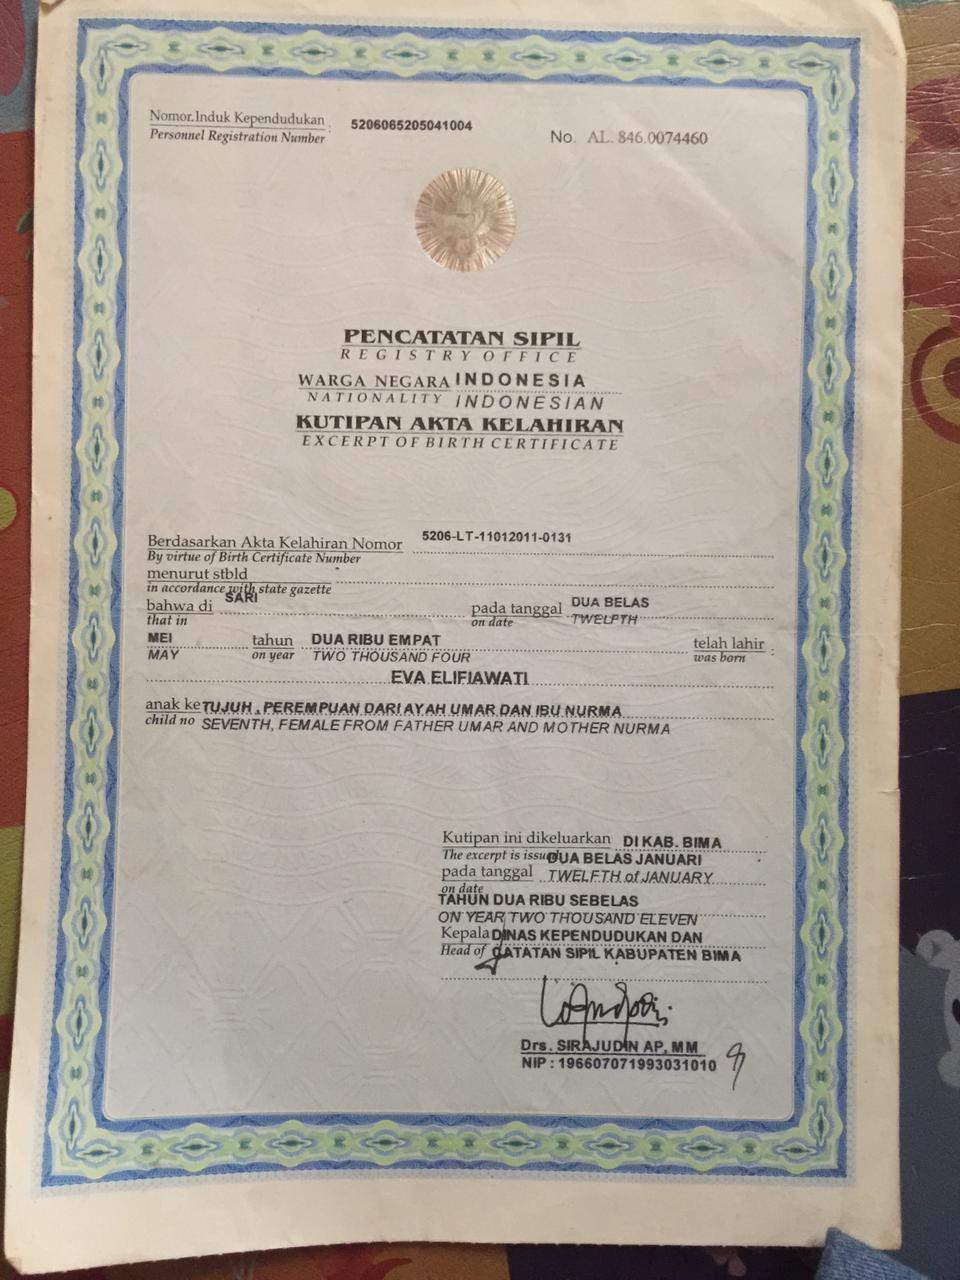 Nomor.Induk Kependudukan : 5206065205041004
Personnel Registration Number
No. AL. 846.0074460
PENCATATAN SIPIL
REGISTRY OFFICE
WARGA NEGARA INDONESIA
NATIONALITY INDONESIAN
KUTIPAN AKTA KELAHIRAN
EXCERPT OF BIRTH CERTIFICATE
Berdasarkan Akta Kelahiran Nomor 5206-LT-11012011-0131
By virtue of Birth Certificate Number
menurut stbld
in accordance with state gazette
bahwa di SARI pada tanggal DUA BELAS
that in on date TWELFTH
MEI tahun DUA RIBU EMPAT telah lahir :
MAY on year TWO THOUSAND FOUR was born
EVA ELIFIAWATI
anak ke TUJUH , PEREMPUAN DARI AYAH UMAR DAN IBU NURMA
child no SEVENTH, FEMALE FROM FATHER UMAR AND MOTHER NURMA
Kutipan ini dikeluarkan DI KAB. BIMA
The excerpt is issued DUA BELAS JANUARI
pada tanggal TWELFTH of JANUARY
on date
TAHUN DUA RIBU SEBELAS
ON YEAR TWO THOUSAND ELEVEN
Kepala DINAS KEPENDUDUKAN DAN
Head of CATATAN SIPIL KABUPATEN BIMA
Drs. SIRAJUDIN AP, MM
NIP : 196607071993031010